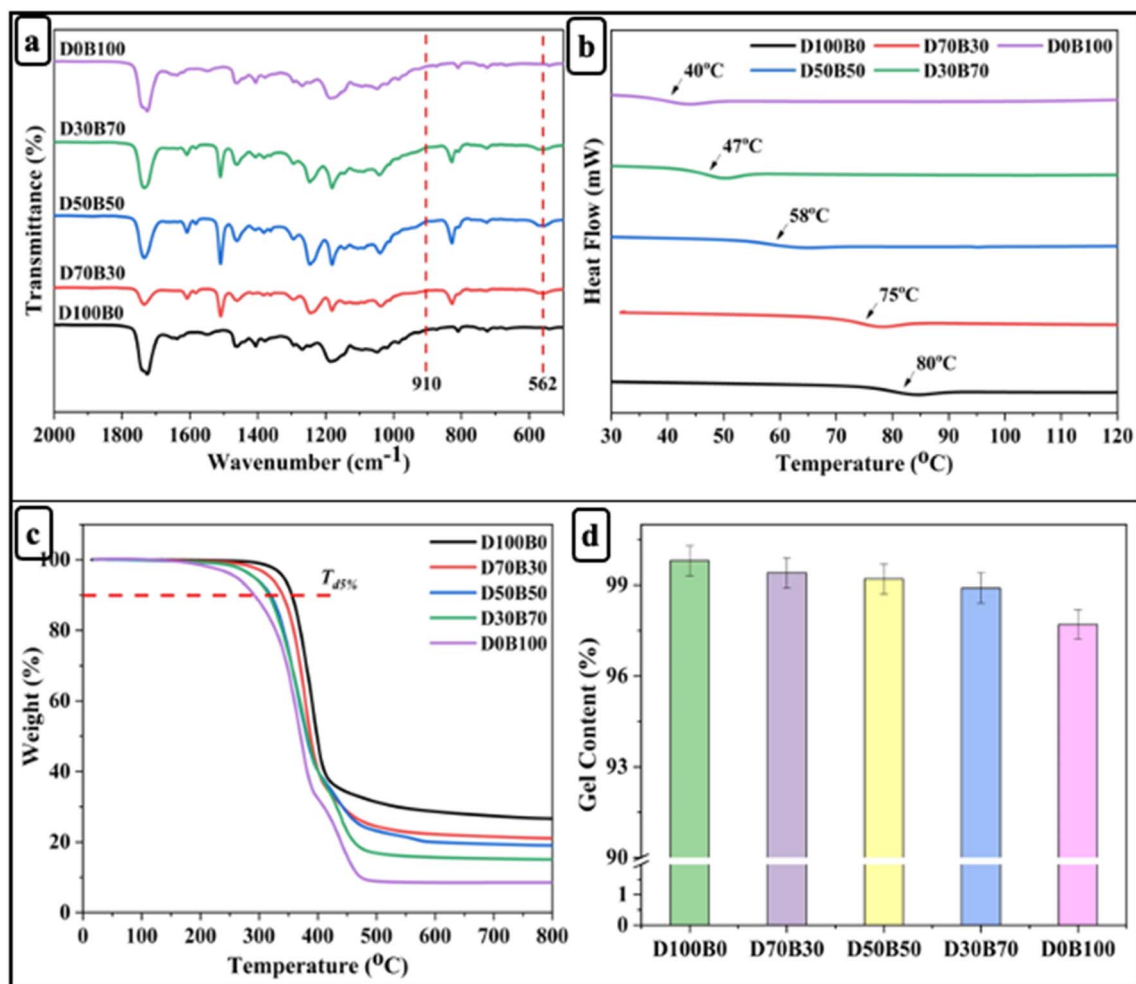 a
D0B100
D30B70
D50B50
D70B30
D100B0
910
562
Transmittance (%)
2000 1800 1600 1400 1200 1000 800 600
Wavenumber (cm-1)
b
D100B0 D70B30 D0B100
D50B50 D30B70
40°C
47°C
58°C
75°C
80°C
Heat Flow (mW)
30 40 50 60 70 80 90 100 110 120
Temperature (°C)
c
D100B0
D70B30
D50B50
D30B70
D0B100
Td5%
Weight (%)
100
80
60
40
20
0
0 100 200 300 400 500 600 700 800
Temperature (°C)
d
Gel Content (%)
99
96
93
90
1
0
D100B0 D70B30 D50B50 D30B70 D0B100